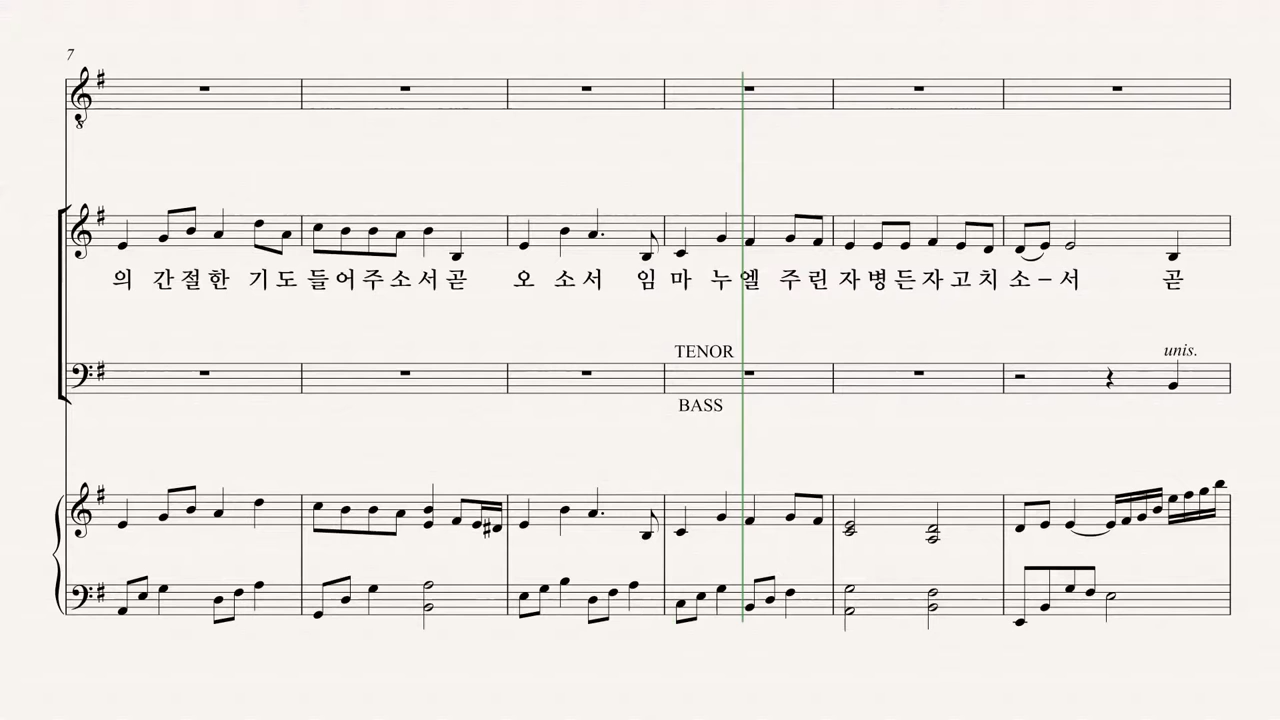 7
의 간절한 기도 들어주소서곧 오 소서 임 마 누 엘 주린 자병든자고치 소–서 곧
TENOR
unis.
BASS